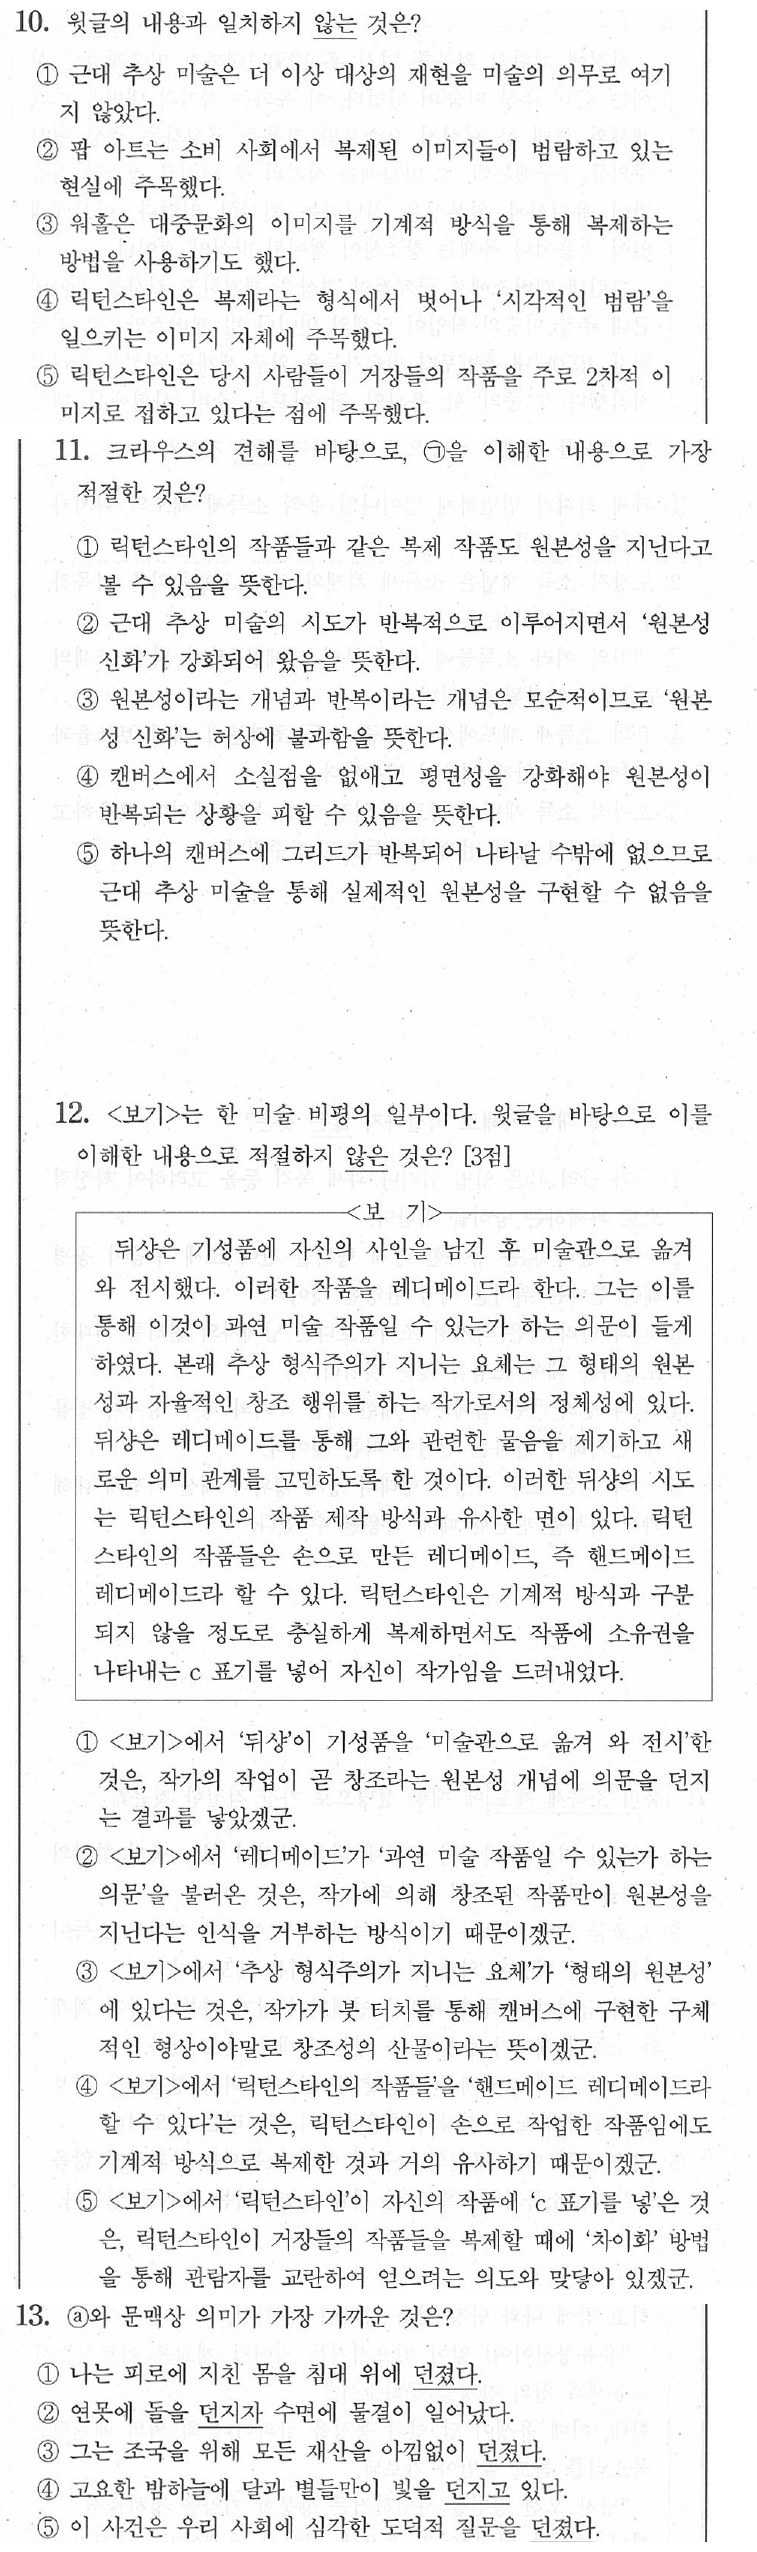 10. 윗글의 내용과 일치하지 않는 것은?
① 근대 추상 미술은 더 이상 대상의 재현을 미술의 의무로 여기
지 않았다.
② 팝 아트는 소비 사회에서 복제된 이미지들이 범람하고 있는
현실에 주목했다.
③ 워홀은 대중문화의 이미지를 기계적 방식을 통해 복제하는
방법을 사용하기도 했다.
④ 릭턴스타인은 복제라는 형식에서 벗어나 '시각적인 범람'을
일으키는 이미지 자체에 주목했다.
⑤ 릭턴스타인은 당시 사람들이 거장들의 작품을 주로 2차적 이
미지로 접하고 있다는 점에 주목했다.
11. 크라우스의 견해를 바탕으로, ㉠을 이해한 내용으로 가장
적절한 것은?
① 릭턴스타인의 작품들과 같은 복제 작품도 원본성을 지닌다고
볼 수 있음을 뜻한다.
② 근대 추상 미술의 시도가 반복적으로 이루어지면서 '원본성
신화'가 강화되어 왔음을 뜻한다.
③ 원본성이라는 개념과 반복이라는 개념은 모순적이므로 '원본
성 신화'는 허상에 불과함을 뜻한다.
④ 캔버스에서 소실점을 없애고 평면성을 강화해야 원본성이
반복되는 상황을 피할 수 있음을 뜻한다.
⑤ 하나의 캔버스에 그리드가 반복되어 나타날 수밖에 없으므로
근대 추상 미술을 통해 실제적인 원본성을 구현할 수 없음을
뜻한다.
12. <보기>는 한 미술 비평의 일부이다. 윗글을 바탕으로 이를
이해한 내용으로 적절하지 않은 것은? [3점]
<보 기>
뒤샹은 기성품에 자신의 사인을 남긴 후 미술관으로 옮겨
와 전시했다. 이러한 작품을 레디메이드라 한다. 그는 이를
통해 이것이 과연 미술 작품일 수 있는가 하는 의문이 들게
하였다. 본래 추상 형식주의가 지니는 요체는 그 형태의 원본
성과 자율적인 창조 행위를 하는 작가로서의 정체성에 있다.
뒤샹은 레디메이드를 통해 그와 관련한 물음을 제기하고 새
로운 의미 관계를 고민하도록 한 것이다. 이러한 뒤샹의 시도
는 릭턴스타인의 작품 제작 방식과 유사한 면이 있다. 릭턴
스타인의 작품들은 손으로 만든 레디메이드, 즉 핸드메이드
레디메이드라 할 수 있다. 릭턴스타인은 기계적 방식과 구분
되지 않을 정도로 충실하게 복제하면서도 작품에 소유권을
나타내는 c 표기를 넣어 자신이 작가임을 드러내었다.
① <보기>에서 '뒤샹'이 기성품을 '미술관으로 옮겨 와 전시'한
것은, 작가의 작업이 곧 창조라는 원본성 개념에 의문을 던지
는 결과를 낳았겠군.
② <보기>에서 '레디메이드'가 '과연 미술 작품일 수 있는가 하는
의문'을 불러온 것은, 작가에 의해 창조된 작품만이 원본성을
지닌다는 인식을 거부하는 방식이기 때문이겠군.
③ <보기>에서 '추상 형식주의가 지니는 요체'가 '형태의 원본성'
에 있다는 것은, 작가가 붓 터치를 통해 캔버스에 구현한 구체
적인 형상이야말로 창조성의 산물이라는 뜻이겠군.
④ <보기>에서 '릭턴스타인의 작품들'을 '핸드메이드 레디메이드라
할 수 있다'는 것은, 릭턴스타인이 손으로 작업한 작품임에도
기계적 방식으로 복제한 것과 거의 유사하기 때문이겠군.
⑤ <보기>에서 '릭턴스타인'이 자신의 작품에 'c 표기를 넣'은 것
은, 릭턴스타인이 거장들의 작품들을 복제할 때에 '차이화' 방법
을 통해 관람자를 교란하여 얻으려는 의도와 맞닿아 있겠군.
13. ⓐ와 문맥상 의미가 가장 가까운 것은?
① 나는 피로에 지친 몸을 침대 위에 던졌다.
② 연못에 돌을 던지자 수면에 물결이 일어났다.
③ 그는 조국을 위해 모든 재산을 아낌없이 던졌다.
④ 고요한 밤하늘에 달과 별들만이 빛을 던지고 있다.
⑤ 이 사건은 우리 사회에 심각한 도덕적 질문을 던졌다.